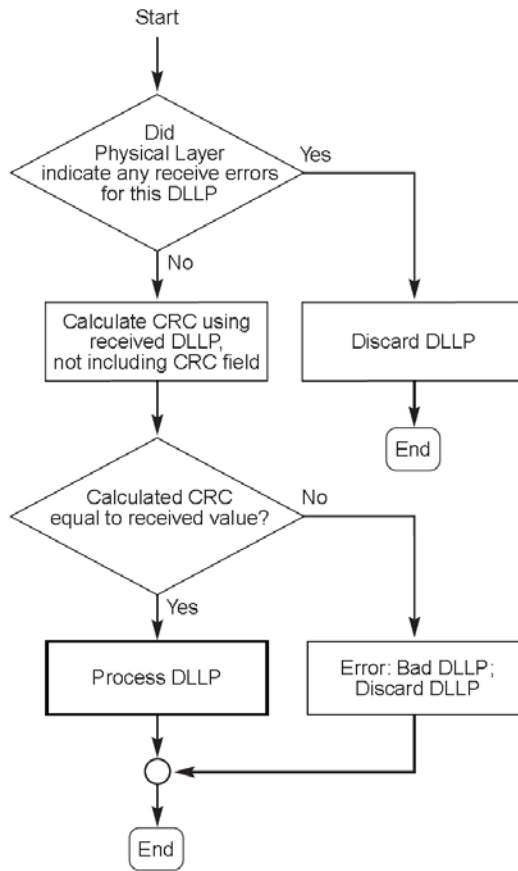 Start
Did
Physical Layer
indicate any receive errors
for this DLLP
Yes
No
Calculate CRC using
received DLLP,
not including CRC field
Discard DLLP
End
Calculated CRC
equal to received value?
No
Yes
Process DLLP
Error: Bad DLLP;
Discard DLLP
End